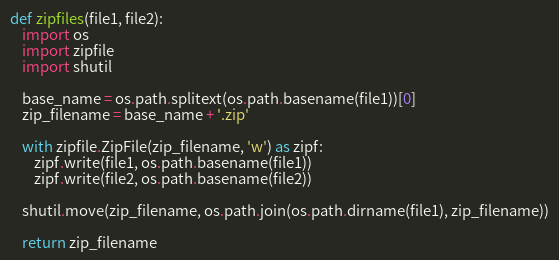 def zipfiles(file1, file2):
    import os
    import zipfile
    import shutil

    base_name = os.path.splitext(os.path.basename(file1))[0]
    zip_filename = base_name + '.zip'

    with zipfile.ZipFile(zip_filename, 'w') as zipf:
        zipf.write(file1, os.path.basename(file1))
        zipf.write(file2, os.path.basename(file2))

    shutil.move(zip_filename, os.path.join(os.path.dirname(file1), zip_filename))

    return zip_filename